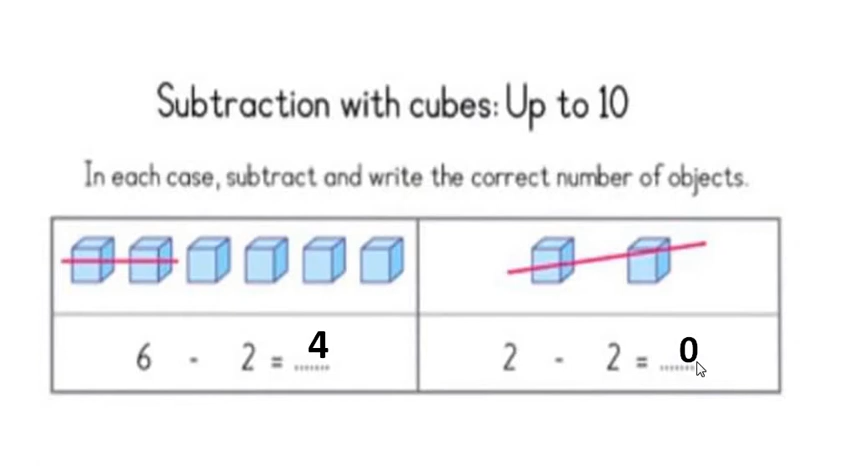 Subtraction with cubes: Up to 10
In each case, subtract and write the correct number of objects.
6 - 2 = 4
2 - 2 = 0